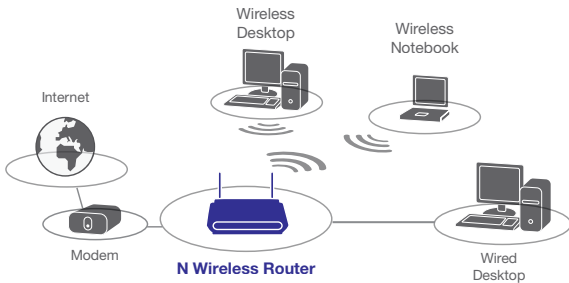 Wireless
Desktop
Wireless
Notebook
Internet
Modem
N Wireless Router
Wired
Desktop